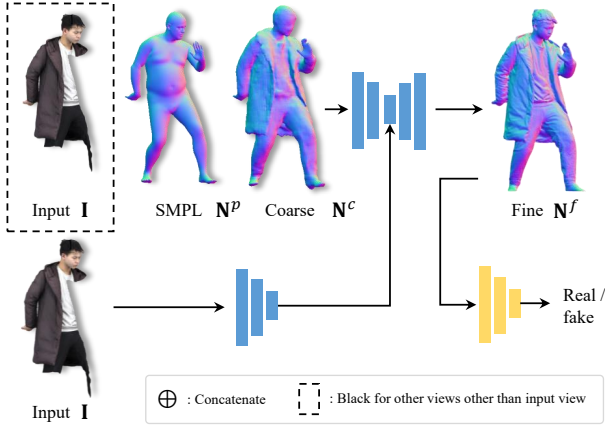 Input I
SMPL N^p
Coarse N^c
Fine N^f
Real /
fake
Input I
⊕ : Concatenate
: Black for other views other than input view